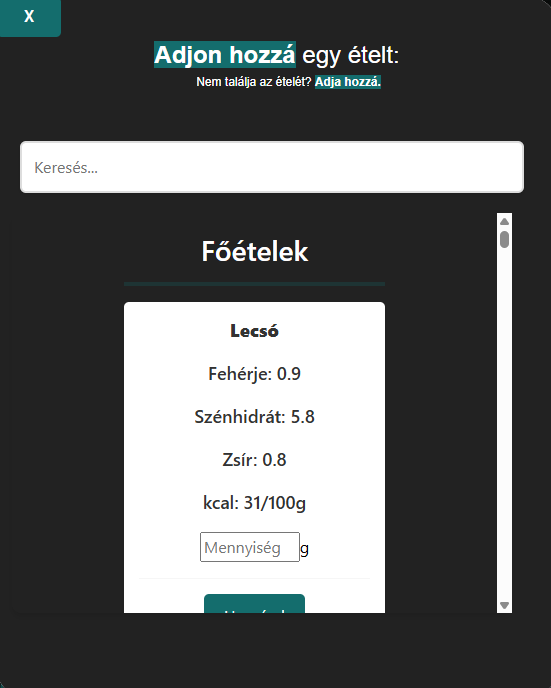 X
Adjon hozzá egy ételt:
Nem találja az ételét? Adja hozzá.
Keresés...
Főételek
Lecsó
Fehérje: 0.9
Szénhidrát: 5.8
Zsír: 0.8
kcal: 31/100g
Mennyiség g